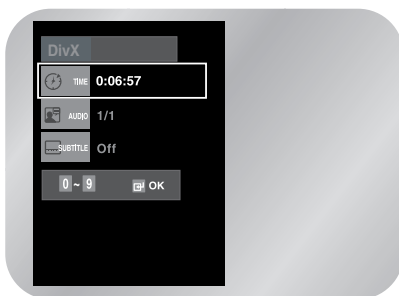 DivX
TIME 0:06:57
AUDIO 1/1
SUBTITLE Off
0 ~ 9 OK